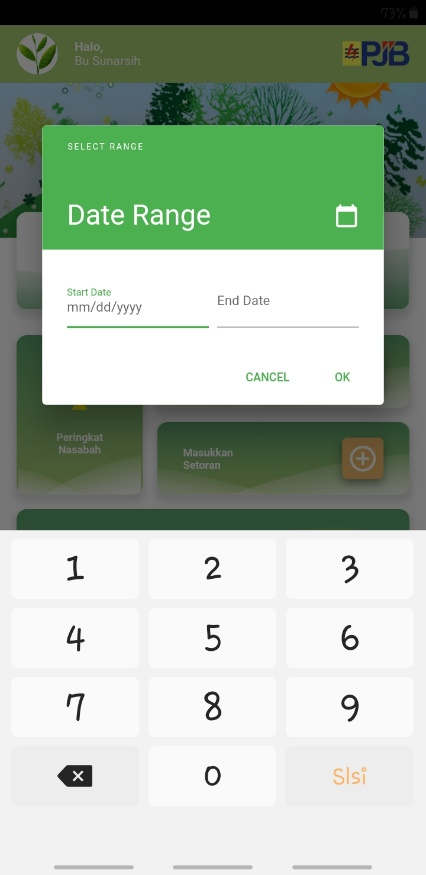 73%
Halo,
Bu Sunarsih
PJB
SELECT RANGE
Date Range
Start Date
mm/dd/yyyy
End Date
CANCEL
OK
Peringkat
Nasabah
Masukkan
Setoran
1 2 3
4 5 6
7 8 9
0 Slsi